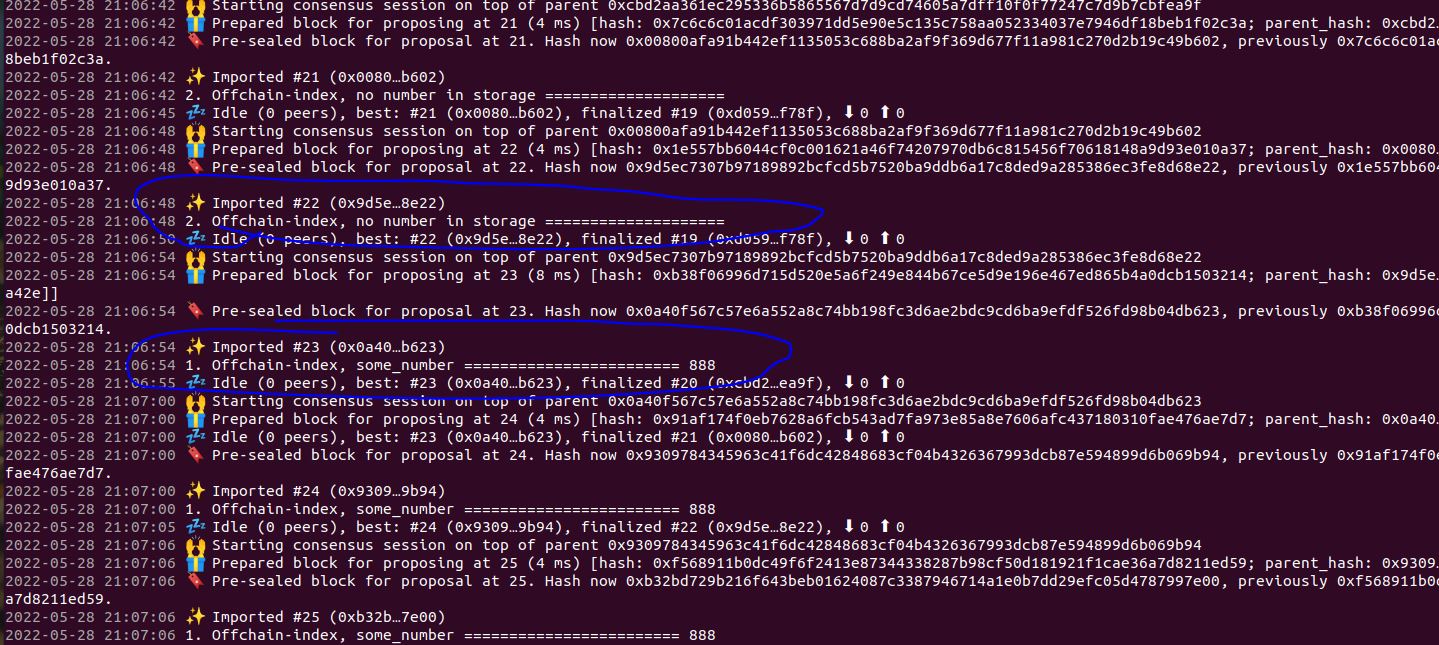 2022-05-28 21:06:42 🙌 Starting consensus session on top of parent 0xcbd2aa361ec295336b5865567d7d9cd74605a7dff10f0f77247c7d9b7cbfea9f
2022-05-28 21:06:42 🎁 Prepared block for proposing at 21 (4 ms) [hash: 0x7c6c6c01acdf303971dd5e90e5c135c758aa052334037e7946df18beb1f02c3a; parent_hash: 0xcbd2…
2022-05-28 21:06:42 🔖 Pre-sealed block for proposal at 21. Hash now 0x00800afa91b442ef1135053c688ba2af9f369d677f11a981c270d2b19c49b602, previously 0x7c6c6c01ac
8beb1f02c3a.
2022-05-28 21:06:42 ✨ Imported #21 (0x0080…b602)
2022-05-28 21:06:42 2. Offchain-index, no number in storage ====================
2022-05-28 21:06:45 💤 Idle (0 peers), best: #21 (0x0080…b602), finalized #19 (0xd059…f78f), ⬇ 0 ⬆ 0
2022-05-28 21:06:48 🙌 Starting consensus session on top of parent 0x00800afa91b442ef1135053c688ba2af9f369d677f11a981c270d2b19c49b602
2022-05-28 21:06:48 🎁 Prepared block for proposing at 22 (4 ms) [hash: 0x1e557bb6044cf0c001621a46f74207970db6c815456f70618148a9d93e010a37; parent_hash: 0x0080…
2022-05-28 21:06:48 🔖 Pre-sealed block for proposal at 22. Hash now 0x9d5ec7307b97189892bcfcd5b7520ba9ddb6a17c8ded9a285386ec3fe8d68e22, previously 0x1e557bb604
9d93e010a37.
2022-05-28 21:06:48 ✨ Imported #22 (0x9d5e…8e22)
2022-05-28 21:06:48 2. Offchain-index, no number in storage ====================
2022-05-28 21:06:50 💤 Idle (0 peers), best: #22 (0x9d5e…8e22), finalized #19 (0xd059…f78f), ⬇ 0 ⬆ 0
2022-05-28 21:06:54 🙌 Starting consensus session on top of parent 0x9d5ec7307b97189892bcfcd5b7520ba9ddb6a17c8ded9a285386ec3fe8d68e22
2022-05-28 21:06:54 🎁 Prepared block for proposing at 23 (8 ms) [hash: 0xb38f06996d715d520e5a6f249e844b67ce5d9e196e467ed865b4a0dcb1503214; parent_hash: 0x9d5e…
a42e]]
2022-05-28 21:06:54 🔖 Pre-sealed block for proposal at 23. Hash now 0x0a40f567c57e6a552a8c74bb198fc3d6ae2bdc9cd6ba9efdf526fd98b04db623, previously 0xb38f06996d
0dcb1503214.
2022-05-28 21:06:54 ✨ Imported #23 (0x0a40…b623)
2022-05-28 21:06:54 1. Offchain-index, some_number ======================== 888
2022-05-28 21:06:55 💤 Idle (0 peers), best: #23 (0x0a40…b623), finalized #20 (0xcbd2…ea9f), ⬇ 0 ⬆ 0
2022-05-28 21:07:00 🙌 Starting consensus session on top of parent 0x0a40f567c57e6a552a8c74bb198fc3d6ae2bdc9cd6ba9efdf526fd98b04db623
2022-05-28 21:07:00 🎁 Prepared block for proposing at 24 (4 ms) [hash: 0x91af174f0eb7628a6fcb543ad7fa973e85a8e7606afc437180310fae476ae7d7; parent_hash: 0x0a40…
2022-05-28 21:07:00 💤 Idle (0 peers), best: #23 (0x0a40…b623), finalized #21 (0x0080…b602), ⬇ 0 ⬆ 0
2022-05-28 21:07:00 🔖 Pre-sealed block for proposal at 24. Hash now 0x9309784345963c41f6dc42848683cf04b4326367993dcb87e594899d6b069b94, previously 0x91af174f0e
fae476ae7d7.
2022-05-28 21:07:00 ✨ Imported #24 (0x9309…9b94)
2022-05-28 21:07:00 1. Offchain-index, some_number ======================== 888
2022-05-28 21:07:05 💤 Idle (0 peers), best: #24 (0x9309…9b94), finalized #22 (0x9d5e…8e22), ⬇ 0 ⬆ 0
2022-05-28 21:07:06 🙌 Starting consensus session on top of parent 0x9309784345963c41f6dc42848683cf04b4326367993dcb87e594899d6b069b94
2022-05-28 21:07:06 🎁 Prepared block for proposing at 25 (4 ms) [hash: 0xf568911b0dc49f6f2413e87344338287b98cf50d181921f1cae36a7d8211ed59; parent_hash: 0x9309…
2022-05-28 21:07:06 🔖 Pre-sealed block for proposal at 25. Hash now 0xb32bd729b216f643beb01624087c3387946714a1e0b7dd29efc05d4787997e00, previously 0xf568911b0d
a7d8211ed59.
2022-05-28 21:07:06 ✨ Imported #25 (0xb32b…7e00)
2022-05-28 21:07:06 1. Offchain-index, some_number ======================== 888